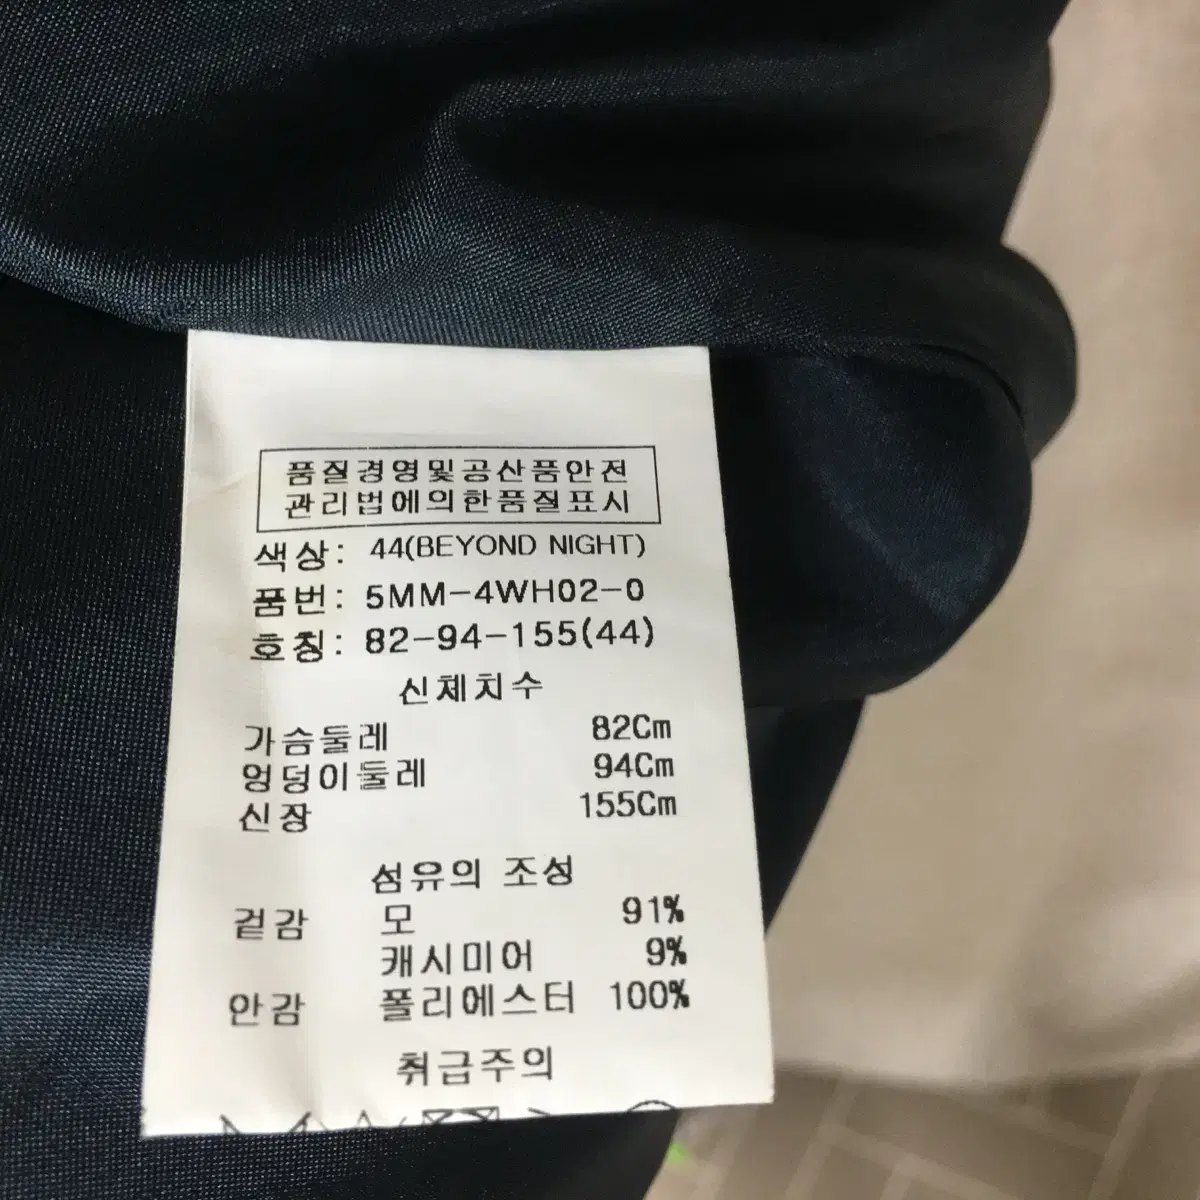 품질경영및공산품안전
관리법에의한품질표시
색상: 44(BEYOND NIGHT)
품번: 5MM-4WH02-0
호칭: 82-94-155(44)
신체치수
가슴둘레 82Cm
엉덩이둘레 94Cm
신장 155Cm
섬유의 조성
겉감 모 91%
캐시미어 9%
안감 폴리에스터 100%
취급주의